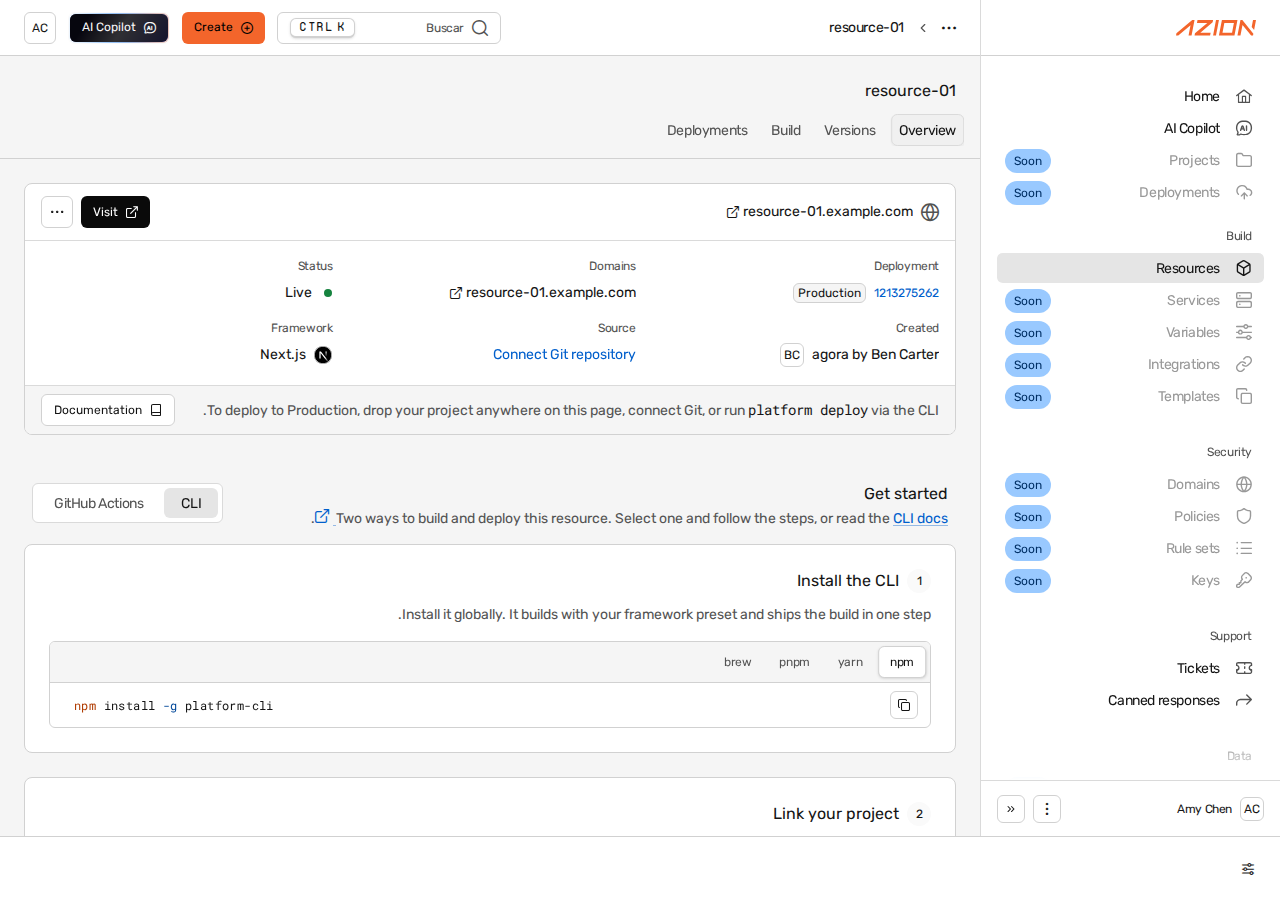 AZION
resource-01
Buscar
CTRL K
Create
AI Copilot
AC
Home
AI Copilot
Projects
Soon
Deployments
Soon
Build
Resources
Services
Soon
Variables
Soon
Integrations
Soon
Templates
Soon
Security
Domains
Soon
Policies
Soon
Rule sets
Soon
Keys
Soon
Support
Tickets
Canned responses
Data
AC
Amy Chen
resource-01
Overview
Versions
Build
Deployments
resource-01.example.com
Visit
Deployment
Domains
Status
1213275262
Production
resource-01.example.com
Live
Created
Source
Framework
agora by Ben Carter
BC
Connect Git repository
Next.js
.To deploy to Production, drop your project anywhere on this page, connect Git, or run platform deploy via the CLI
Documentation
Get started
.Two ways to build and deploy this resource. Select one and follow the steps, or read the CLI docs
CLI
GitHub Actions
1
Install the CLI
.Install it globally. It builds with your framework preset and ships the build in one step
npm
yarn
pnpm
brew
npm install -g platform-cli
2
Link your project